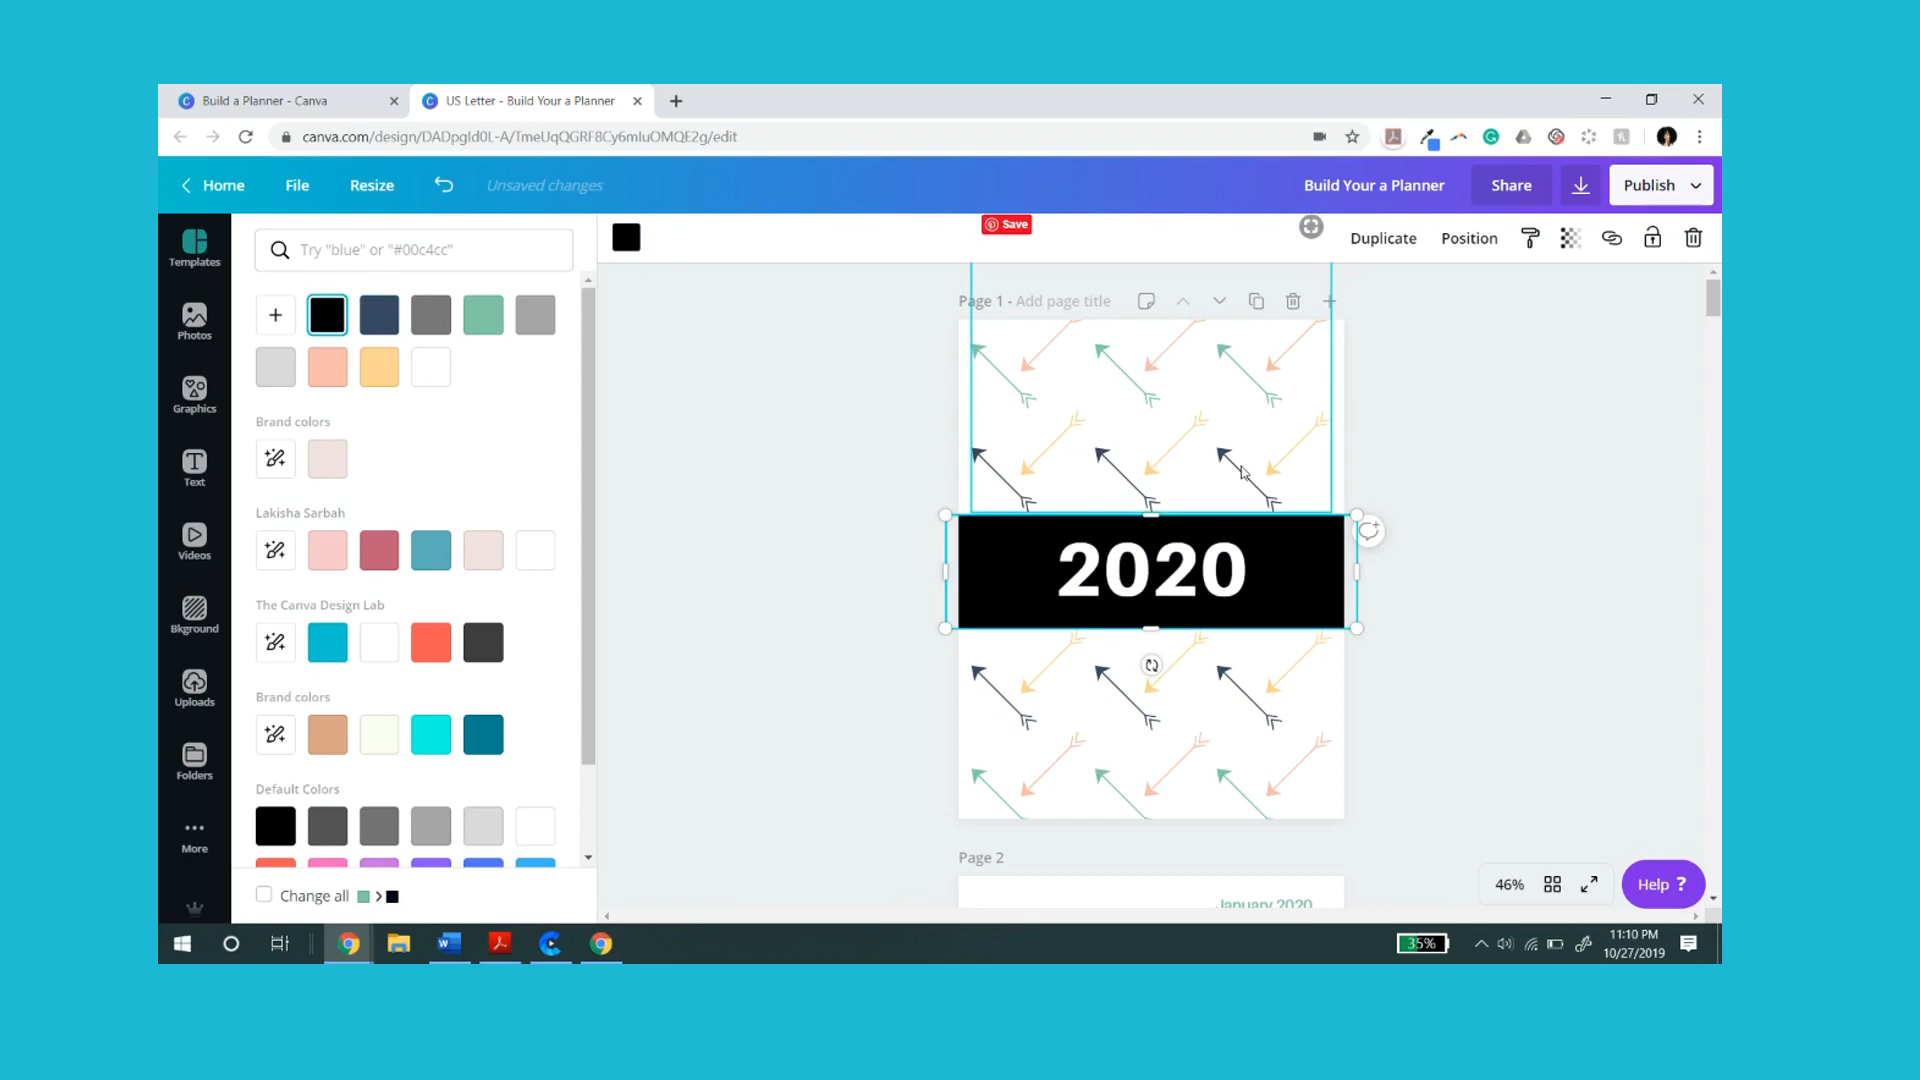 Build a Planner - Canva
US Letter - Build Your a Planner
canva.com/design/DADpgId0L-A/TmeUqQGRF8Cy6mIuOMQE2g/edit
Home
File
Resize
Unsaved changes
Build Your a Planner
Share
Publish
Templates
Photos
Graphics
Text
Videos
Bkground
Uploads
Folders
More
Try "blue" or "#00c4cc"
Brand colors
Lakisha Sarbah
The Canva Design Lab
Brand colors
Default Colors
Change all
Save
Duplicate
Position
Page 1 - Add page title
2020
Page 2
January 2020
46%
Help ?
35%
11:10 PM
10/27/2019